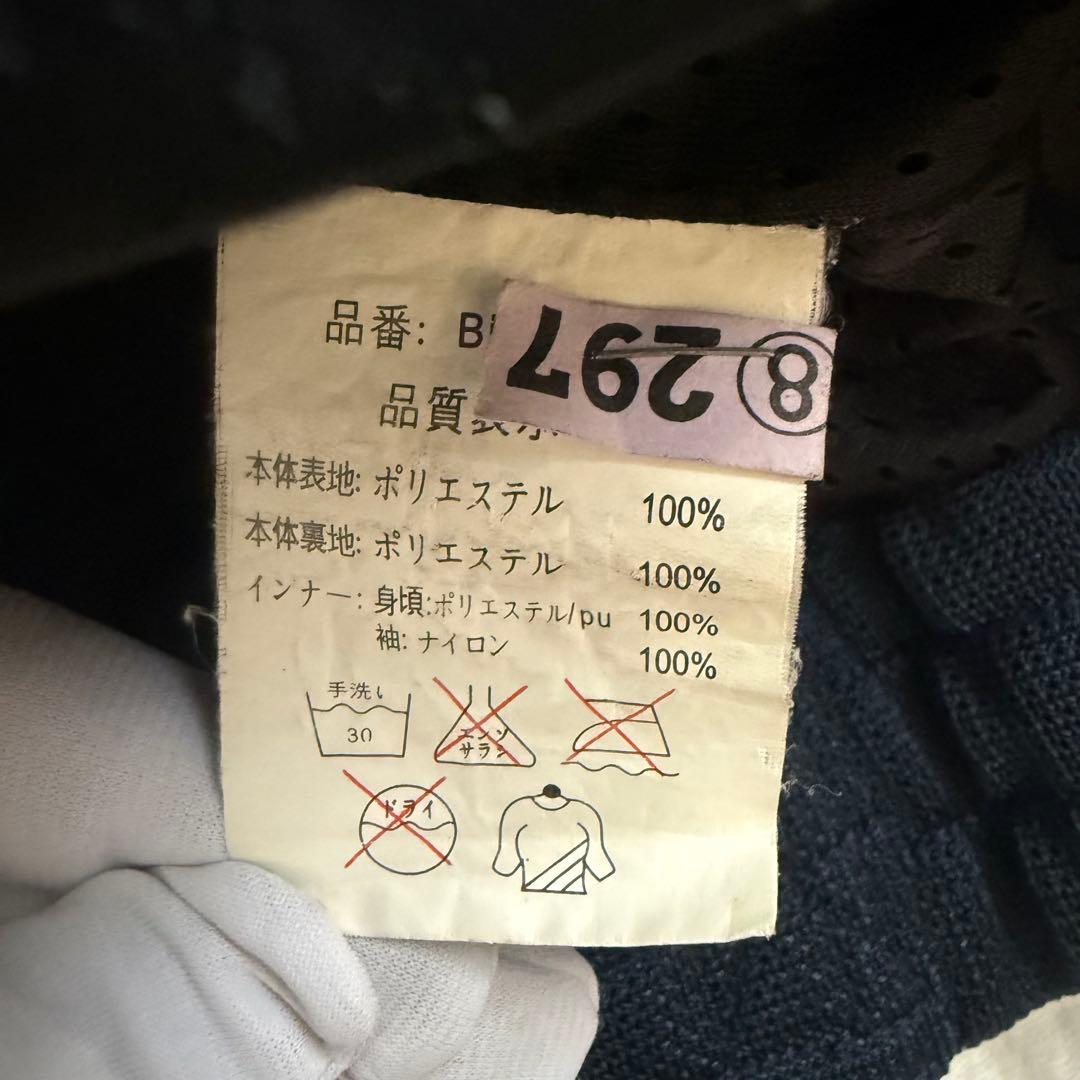 品番: B
297 ⑧
品質表示
本体表地: ポリエステル 100%
本体裏地: ポリエステル 100%
インナー: 身頃:ポリエステル/pu 100%
袖: ナイロン 100%
手洗い
30
エンソ
サラシ
ドライ